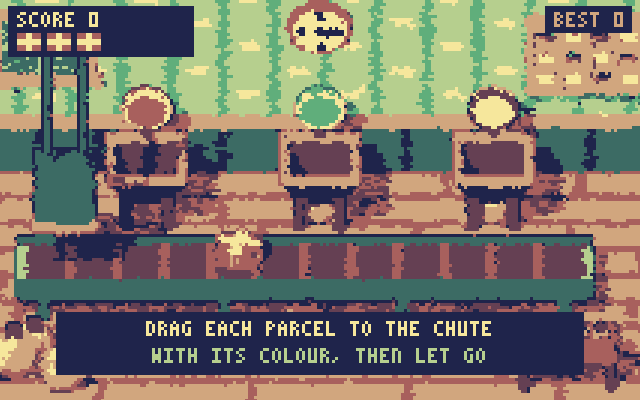 SCORE 0
BEST 0
DRAG EACH PARCEL TO THE CHUTE
WITH ITS COLOUR, THEN LET GO